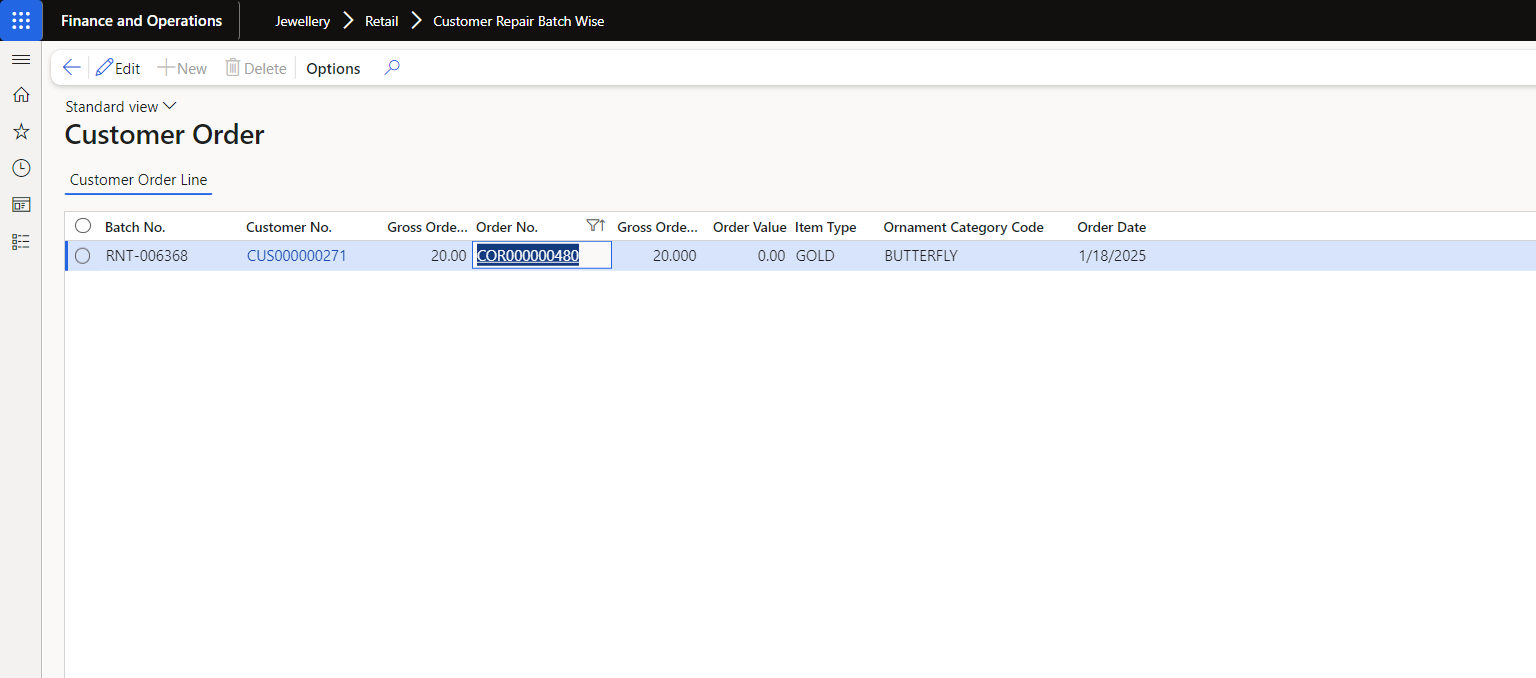 Finance and Operations Jewellery Retail Customer Repair Batch Wise
Edit New Delete Options
Standard view
Customer Order
Customer Order Line
Batch No. Customer No. Gross Orde... Order No. Gross Orde... Order Value Item Type Ornament Category Code Order Date
RNT-006368 CUS000000271 20.00 COR000000480 20.000 0.00 GOLD BUTTERFLY 1/18/2025